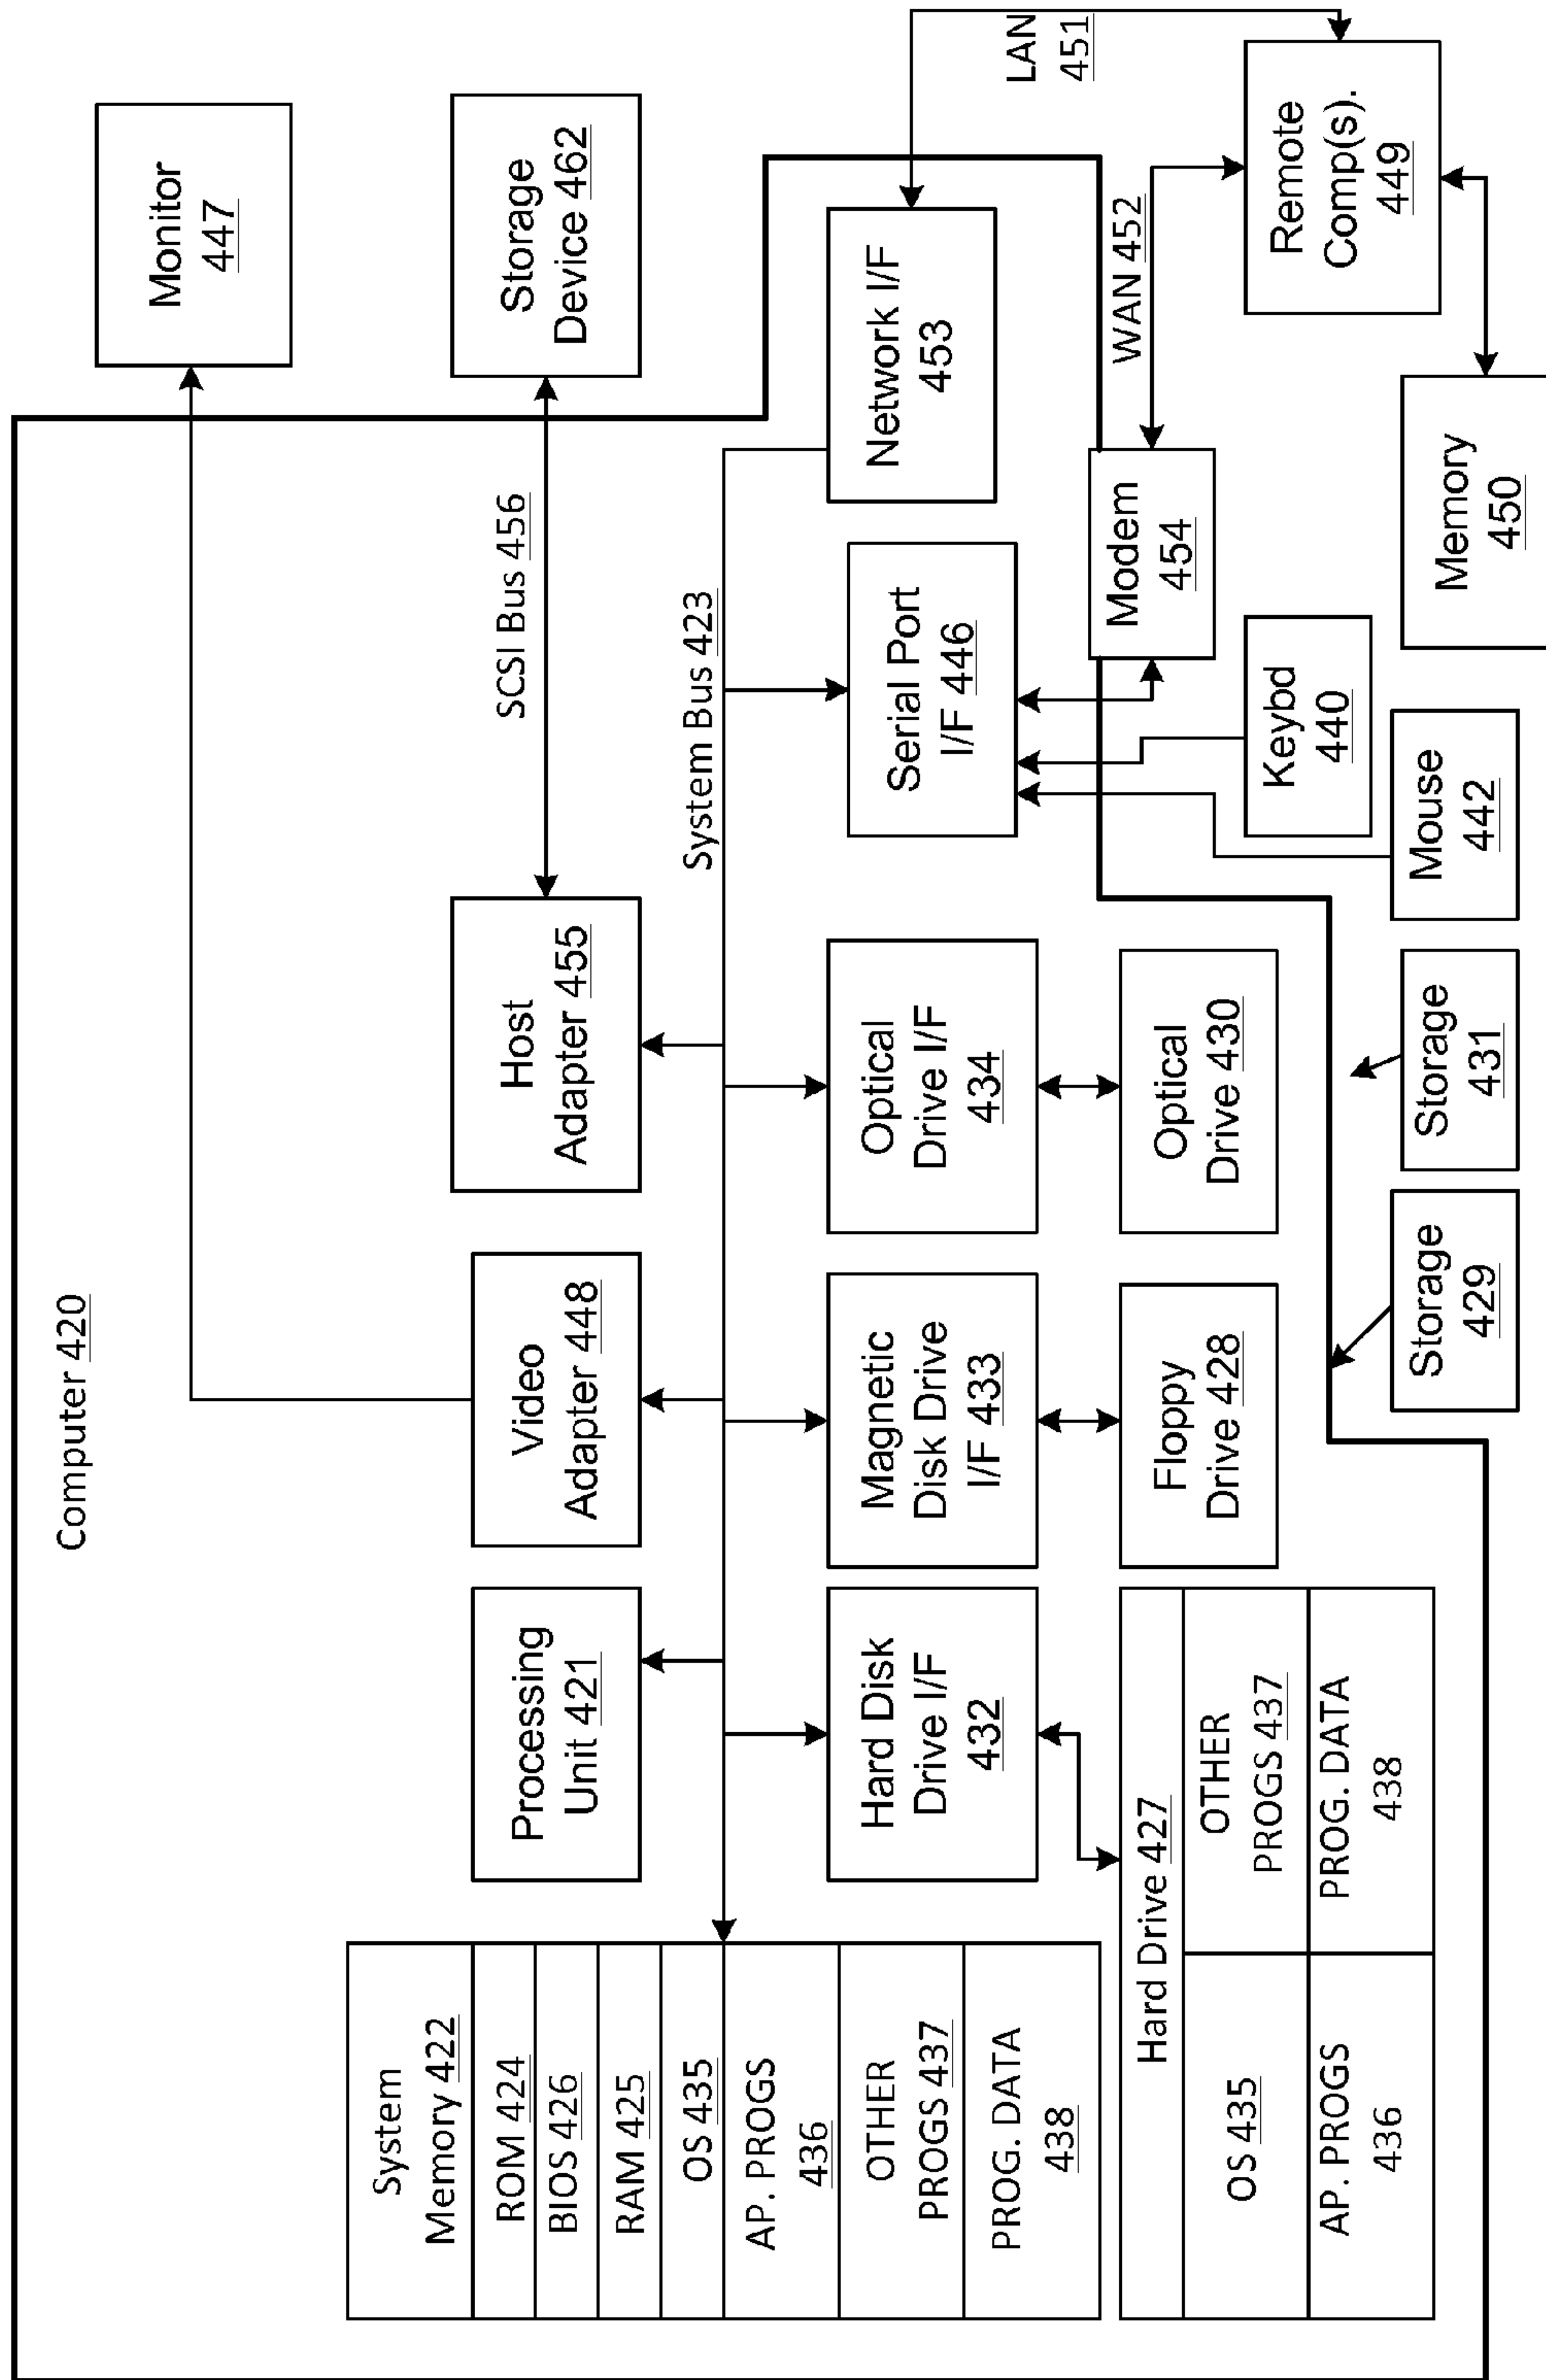 Computer 420
Monitor
447
System
Memory 422
ROM 424
BIOS 426
RAM 425
OS 435
AP. PROGS
436
OTHER
PROGS 437
PROG. DATA
438
Processing
Unit 421
Video
Adapter 448
Host
Adapter 455
SCSI Bus 456
Storage
Device 462
System Bus 423
Hard Disk
Drive I/F
432
Magnetic
Disk Drive
I/F 433
Optical
Drive I/F
434
Serial Port
I/F 446
Network I/F
453
LAN
451
Hard Drive 427
OS 435
OTHER
PROGS 437
AP. PROGS
436
PROG. DATA
438
Floppy
Drive 428
Optical
Drive 430
Modem
454
WAN 452
Remote
Comp(s).
449
Keybd
440
Storage
429
Storage
431
Mouse
442
Memory
450